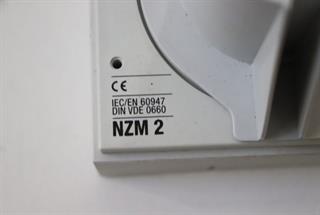 CE
IEC/EN 60947
DIN VDE 0660
NZM 2